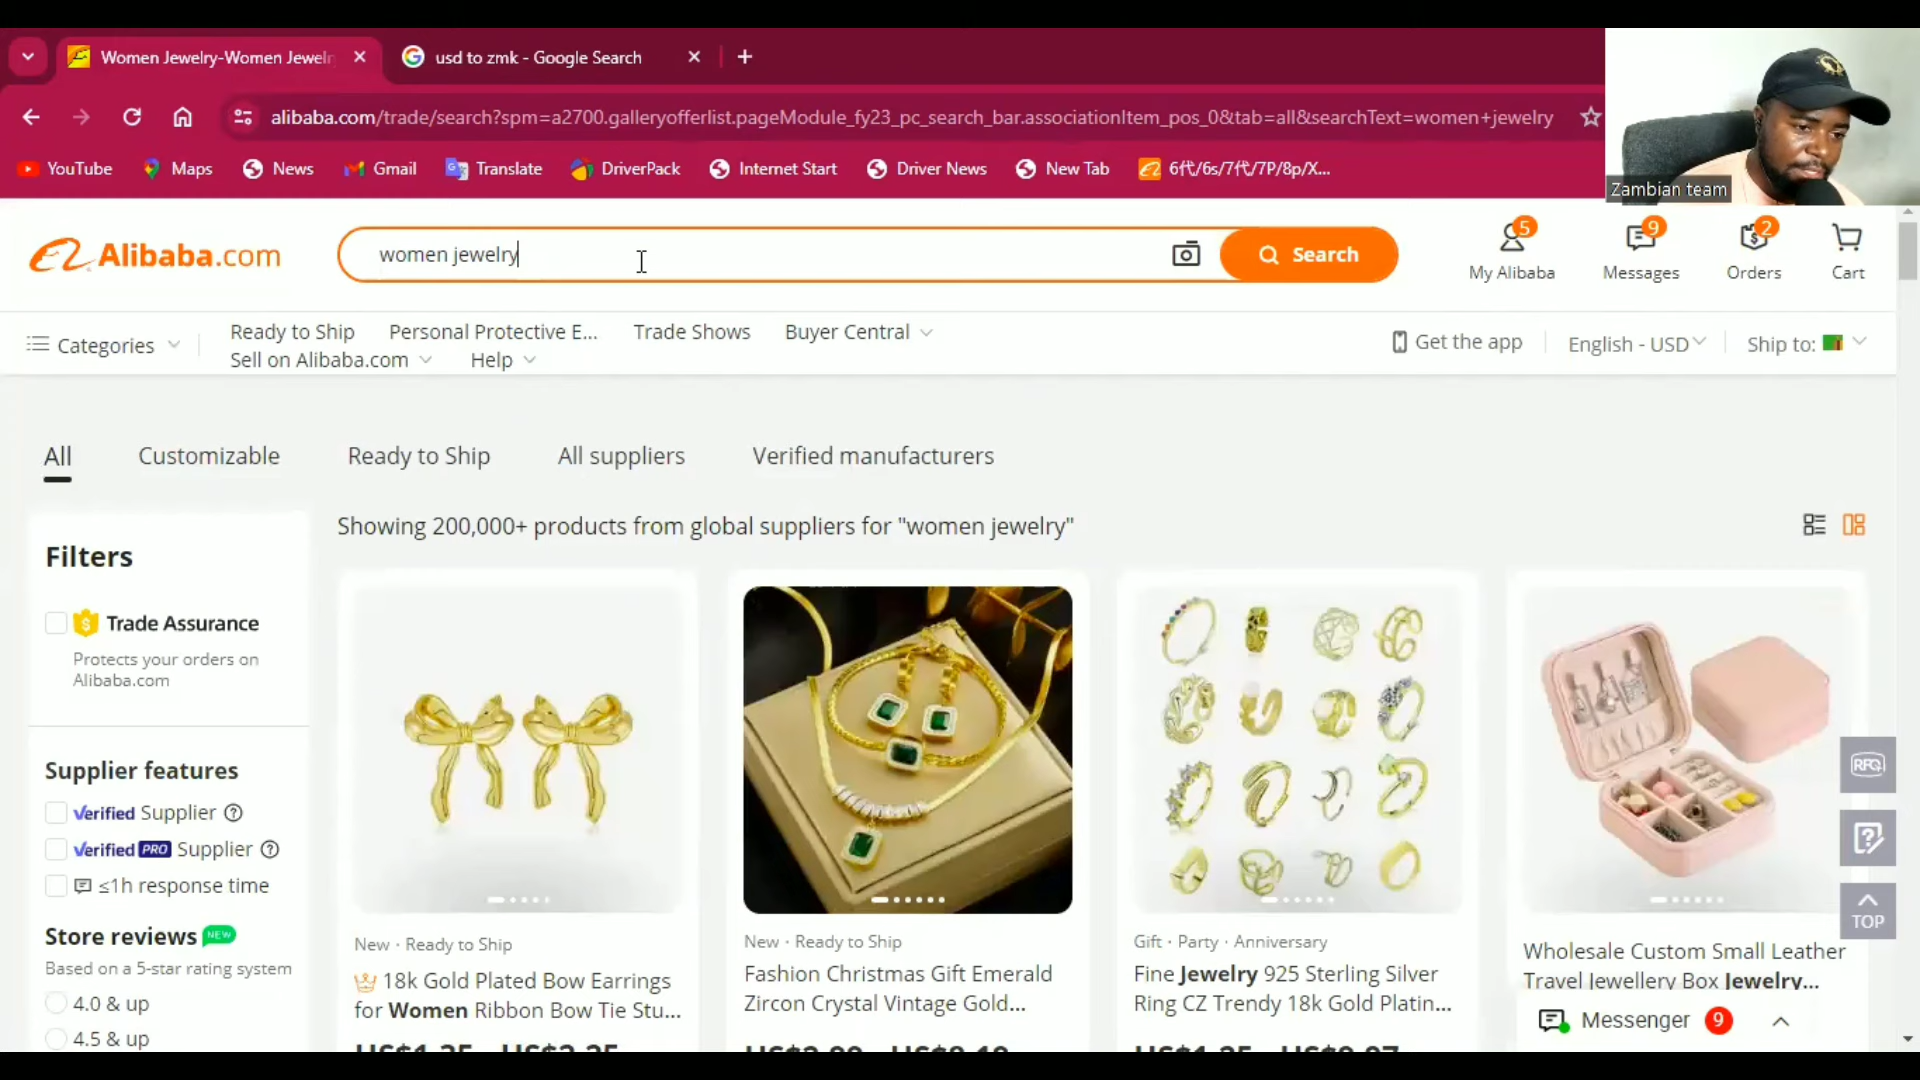 Women Jewelry-Women Jewelr
usd to zmk - Google Search
alibaba.com/trade/search?spm=a2700.galleryofferlist.pageModule_fy23_pc_search_bar.associationItem_pos_0&tab=all&searchText=women+jewelry
YouTube
Maps
News
Gmail
Translate
DriverPack
Internet Start
Driver News
New Tab
6代/6s/7代/7P/8p/X...
Zambian team
Alibaba.com
women jewelry
Search
5
My Alibaba
9
Messages
2
Orders
Cart
Categories
Ready to Ship
Personal Protective E...
Trade Shows
Buyer Central
Sell on Alibaba.com
Help
Get the app
English - USD
Ship to:
All
Customizable
Ready to Ship
All suppliers
Verified manufacturers
Showing 200,000+ products from global suppliers for "women jewelry"
Filters
Trade Assurance
Protects your orders on
Alibaba.com
Supplier features
Verified Supplier
Verified PRO Supplier
≤1h response time
Store reviews NEW
Based on a 5-star rating system
4.0 & up
4.5 & up
New · Ready to Ship
18k Gold Plated Bow Earrings
for Women Ribbon Bow Tie Stu...
New · Ready to Ship
Fashion Christmas Gift Emerald
Zircon Crystal Vintage Gold...
Gift · Party · Anniversary
Fine Jewelry 925 Sterling Silver
Ring CZ Trendy 18k Gold Platin...
Wholesale Custom Small Leather
Travel Jewellery Box Jewelry...
RFQ
TOP
Messenger 9